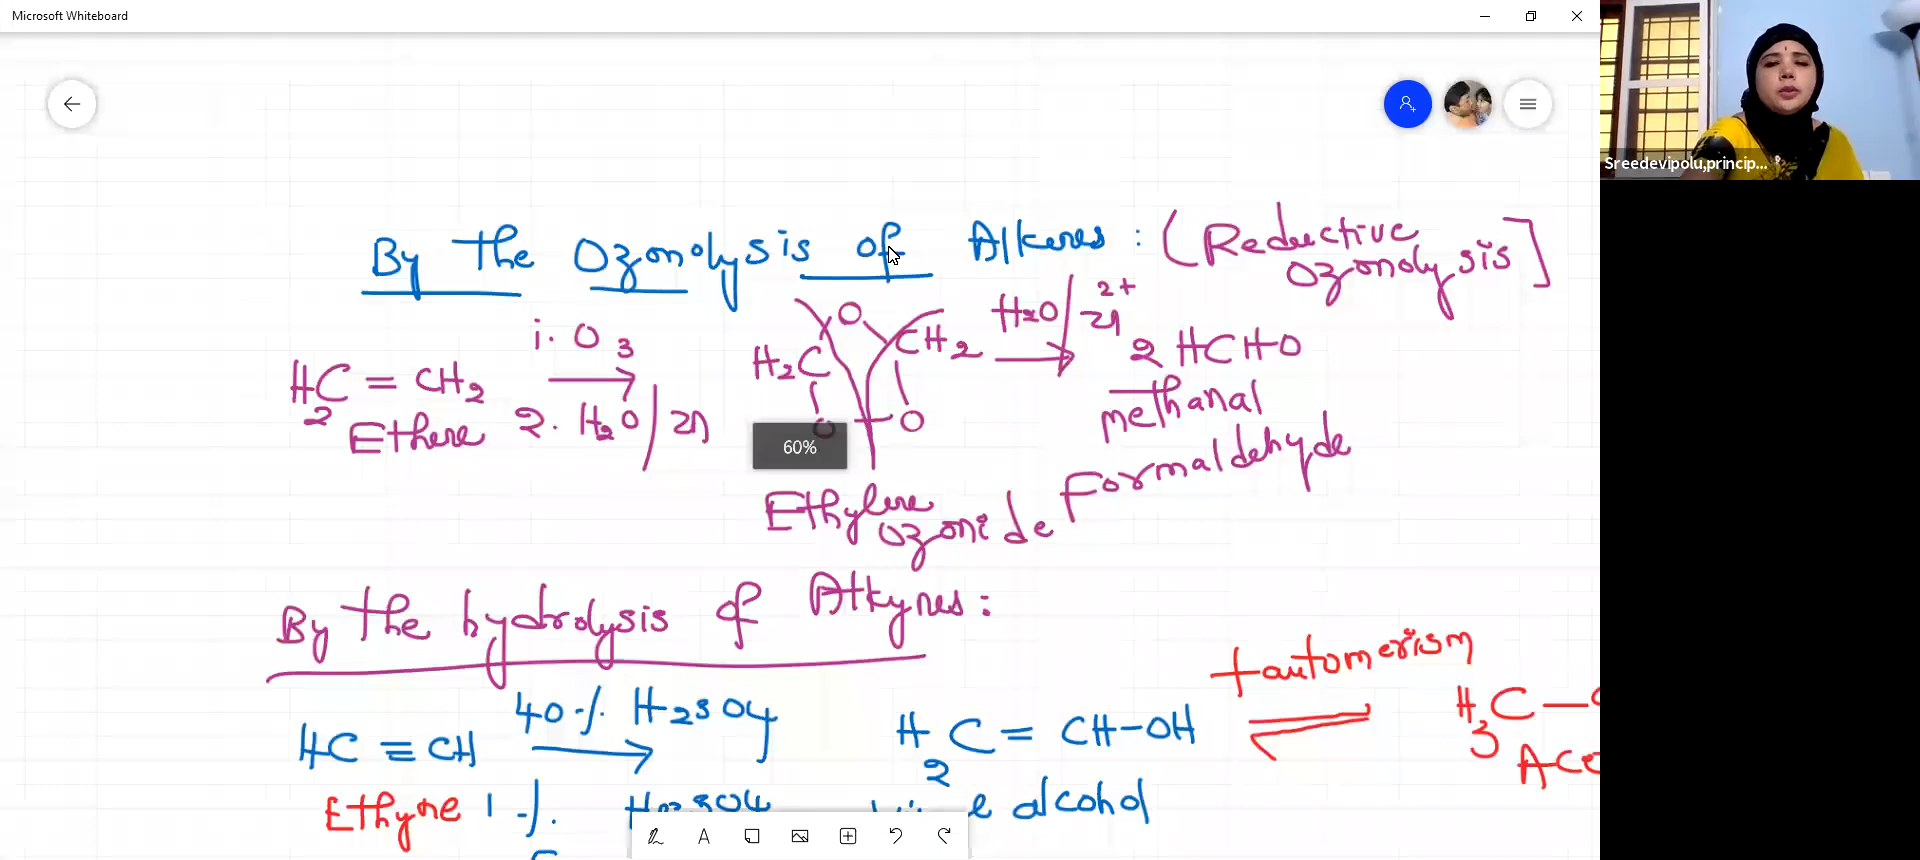 Microsoft Whiteboard
Sreedevipolu,princip...
By the Ozonolysis of Alkenes : (Reductive ozonolysis]
i. O3
H2C = CH2
2. H2O/Zn
Ethene
O
H2C CH2
O O
60%
Ethylene ozonide
H2O/Zn2+
2 HCHO
methanal
Formaldehyde
By the hydrolysis of Alkynes:
HC ≡ CH
40 % H2SO4
1 %. H2SO4
Ethyne
H2C = CH-OH
alcohol
tautomerism
H3C —